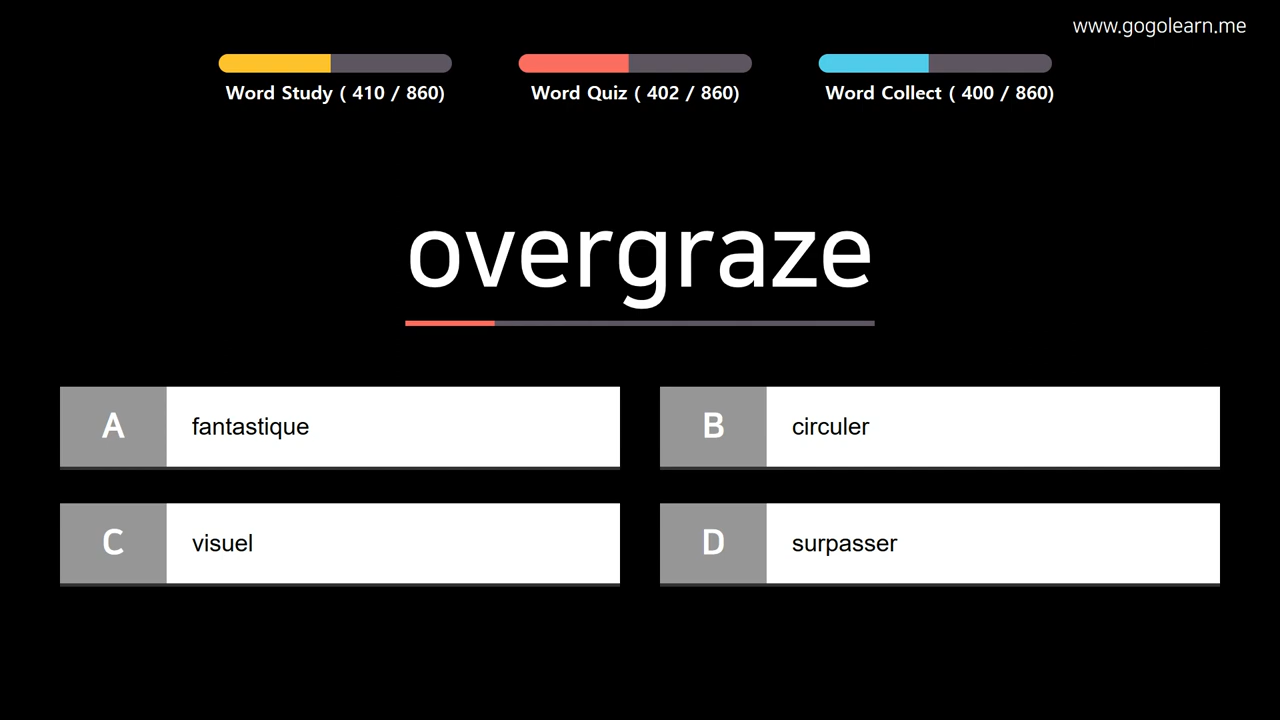 www.gogolearn.me
Word Study ( 410 / 860)
Word Quiz ( 402 / 860)
Word Collect ( 400 / 860)
overgraze
A fantastique
B circuler
C visuel
D surpasser